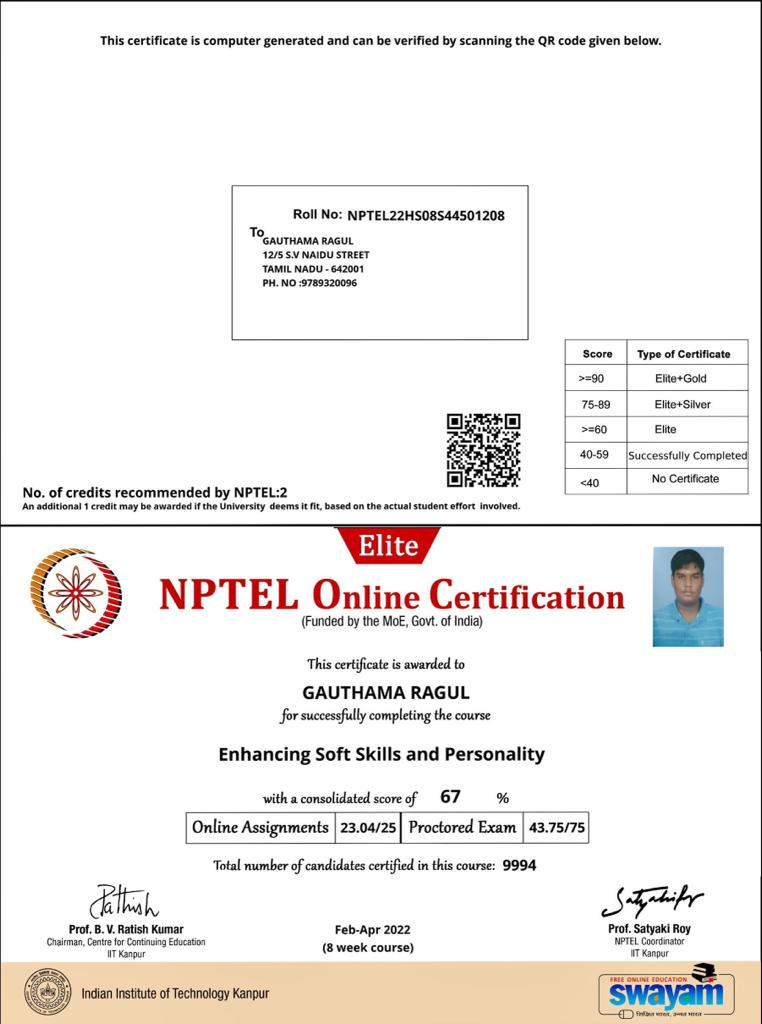 This certificate is computer generated and can be verified by scanning the QR code given below.
Roll No: NPTEL22HS08S44501208
To
GAUTHAMA RAGUL
12/5 S.V NAIDU STREET
TAMIL NADU - 642001
PH. NO :9789320096
Score Type of Certificate
>=90 Elite+Gold
75-89 Elite+Silver
>=60 Elite
40-59 Successfully Completed
<40 No Certificate
No. of credits recommended by NPTEL:2
An additional 1 credit may be awarded if the University deems it fit, based on the actual student effort involved.
Elite
NPTEL Online Certification
(Funded by the MoE, Govt. of India)
This certificate is awarded to
GAUTHAMA RAGUL
for successfully completing the course
Enhancing Soft Skills and Personality
with a consolidated score of 67 %
Online Assignments 23.04/25 Proctored Exam 43.75/75
Total number of candidates certified in this course: 9994
Prof. B. V. Ratish Kumar
Chairman, Centre for Continuing Education
IIT Kanpur
Feb-Apr 2022
(8 week course)
Prof. Satyaki Roy
NPTEL Coordinator
IIT Kanpur
Indian Institute of Technology Kanpur
FREE ONLINE EDUCATION
swayam
शिक्षित भारत, उन्नत भारत